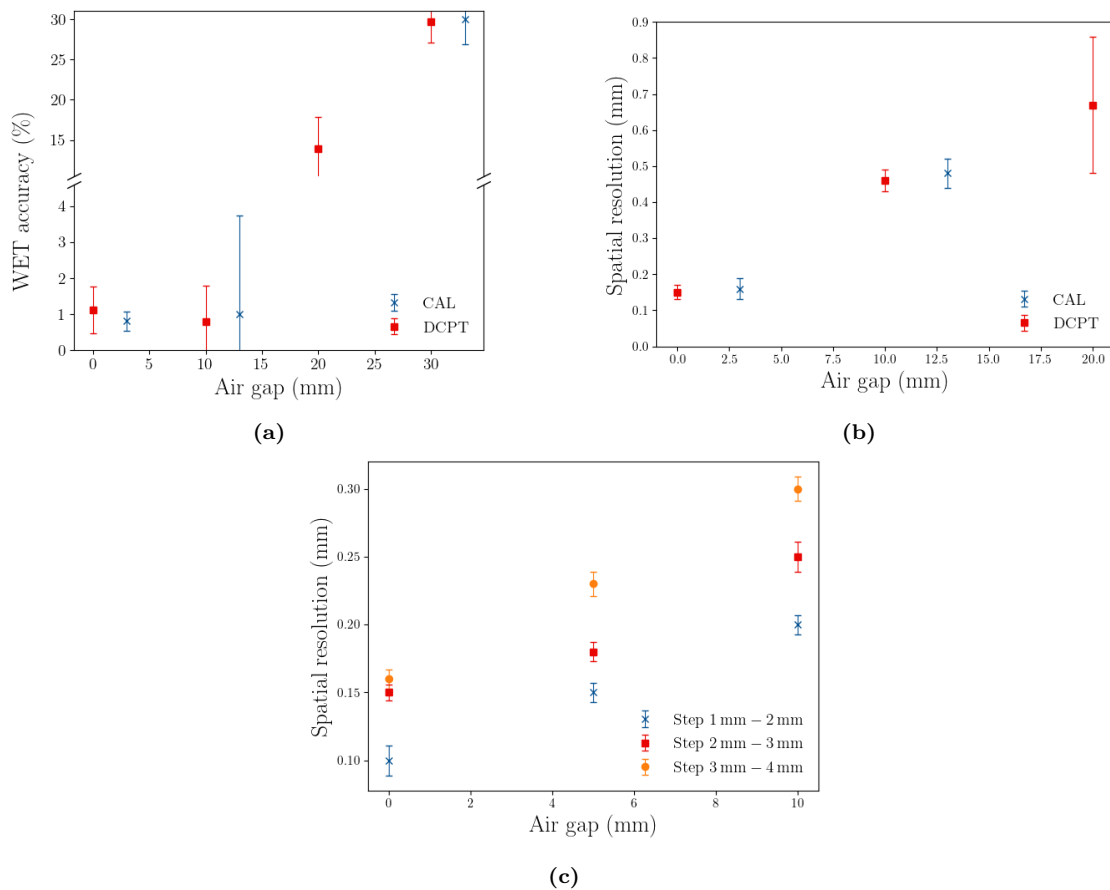 30
25
20
15
4
3
2
1
0
WET accuracy (%)
CAL
DCPT
0 5 10 15 20 25 30
Air gap (mm)
(a)
0.9
0.8
0.7
0.6
0.5
0.4
0.3
0.2
0.1
0.0
Spatial resolution (mm)
CAL
DCPT
0.0 2.5 5.0 7.5 10.0 12.5 15.0 17.5 20.0
Air gap (mm)
(b)
0.30
0.25
0.20
0.15
0.10
Spatial resolution (mm)
Step 1 mm − 2 mm
Step 2 mm − 3 mm
Step 3 mm − 4 mm
0 2 4 6 8 10
Air gap (mm)
(c)